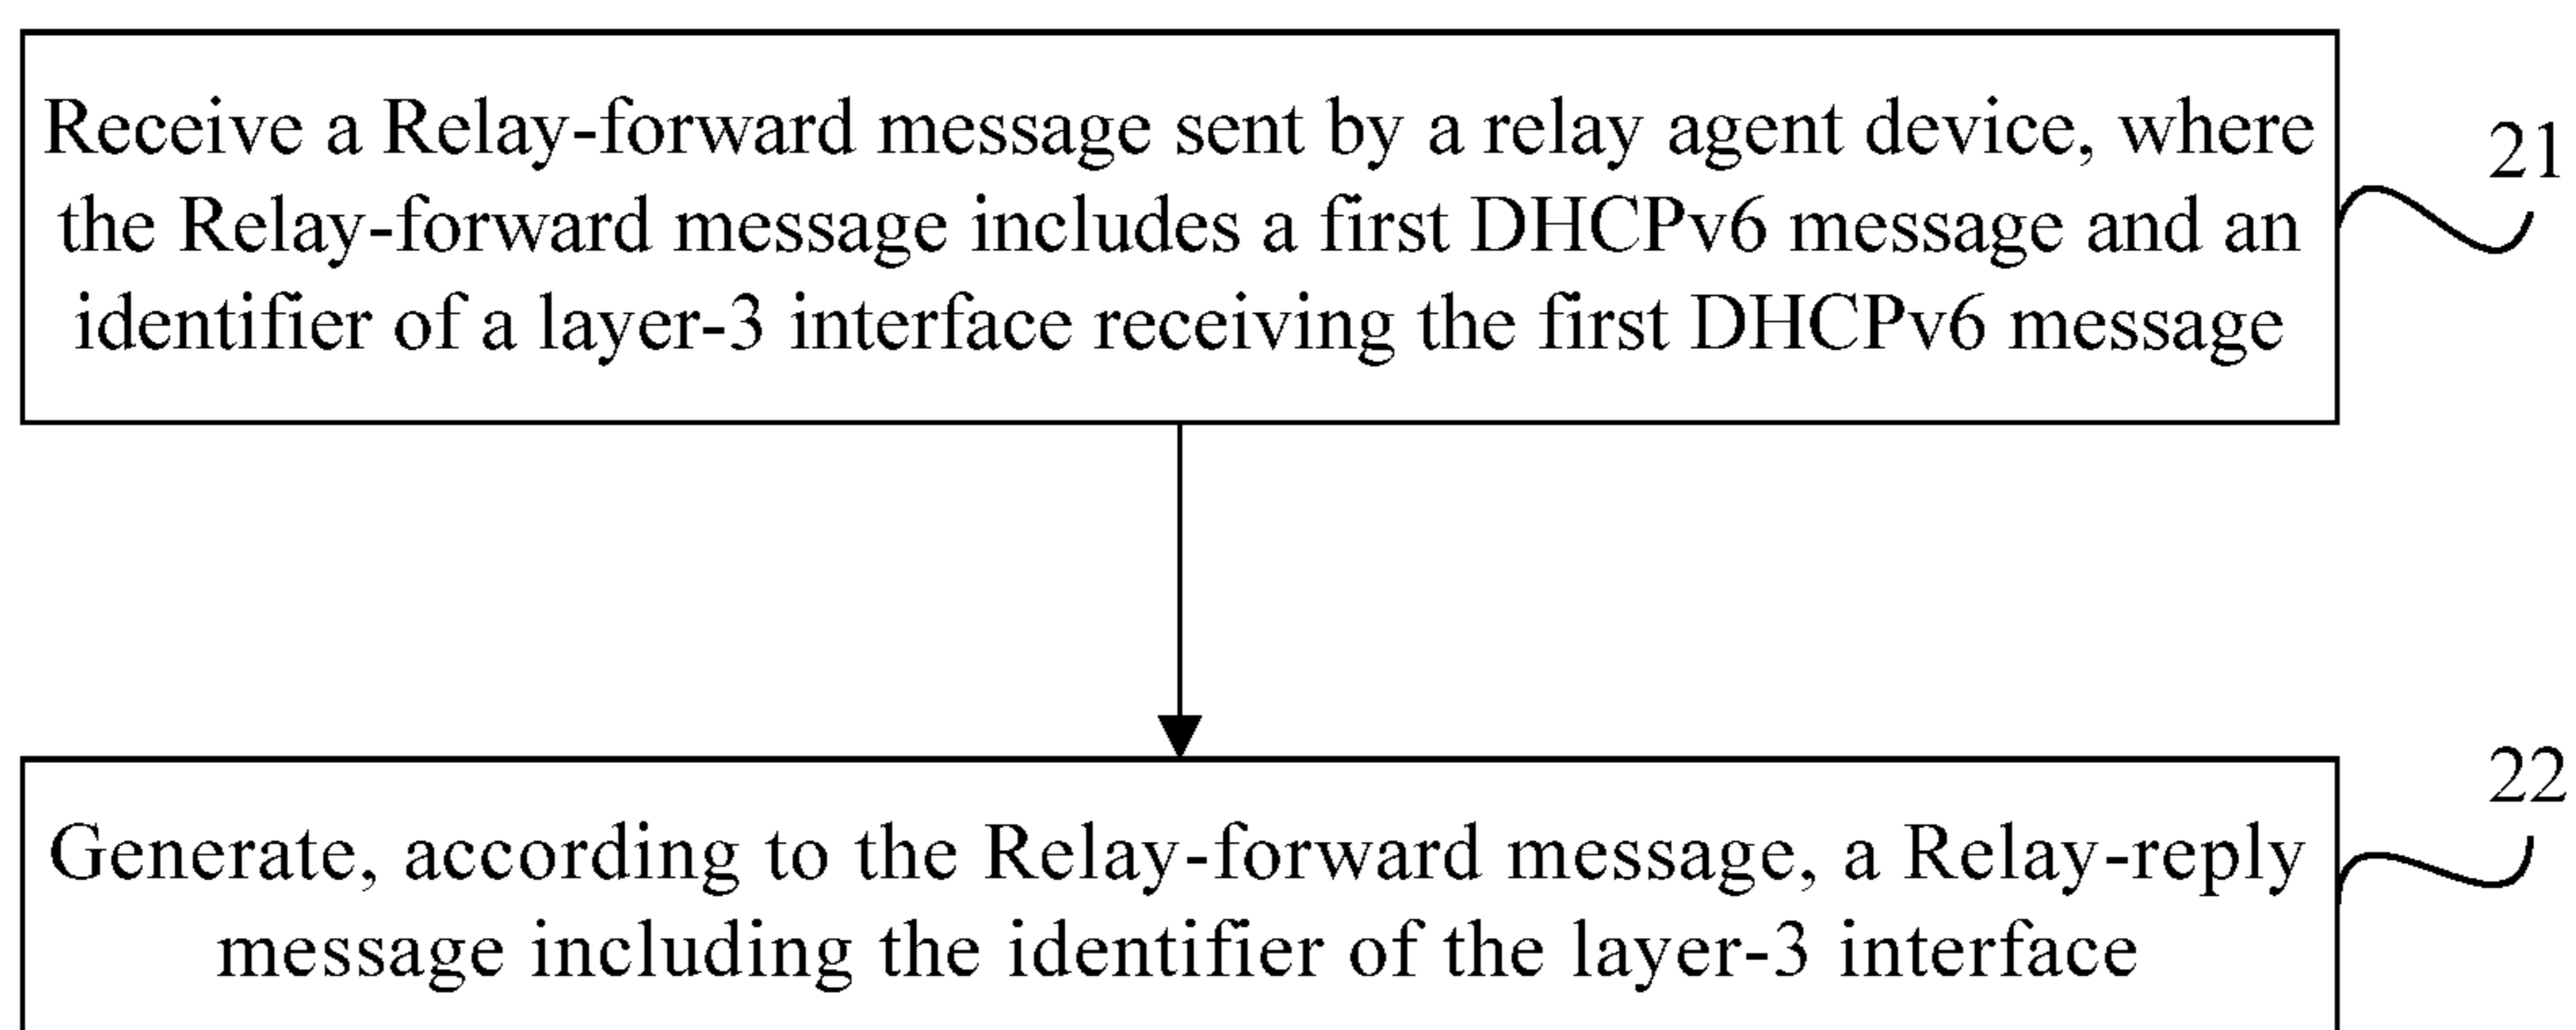 Receive a Relay-forward message sent by a relay agent device, where
the Relay-forward message includes a first DHCPv6 message and an
identifier of a layer-3 interface receiving the first DHCPv6 message
21
Generate, according to the Relay-forward message, a Relay-reply
message including the identifier of the layer-3 interface
22